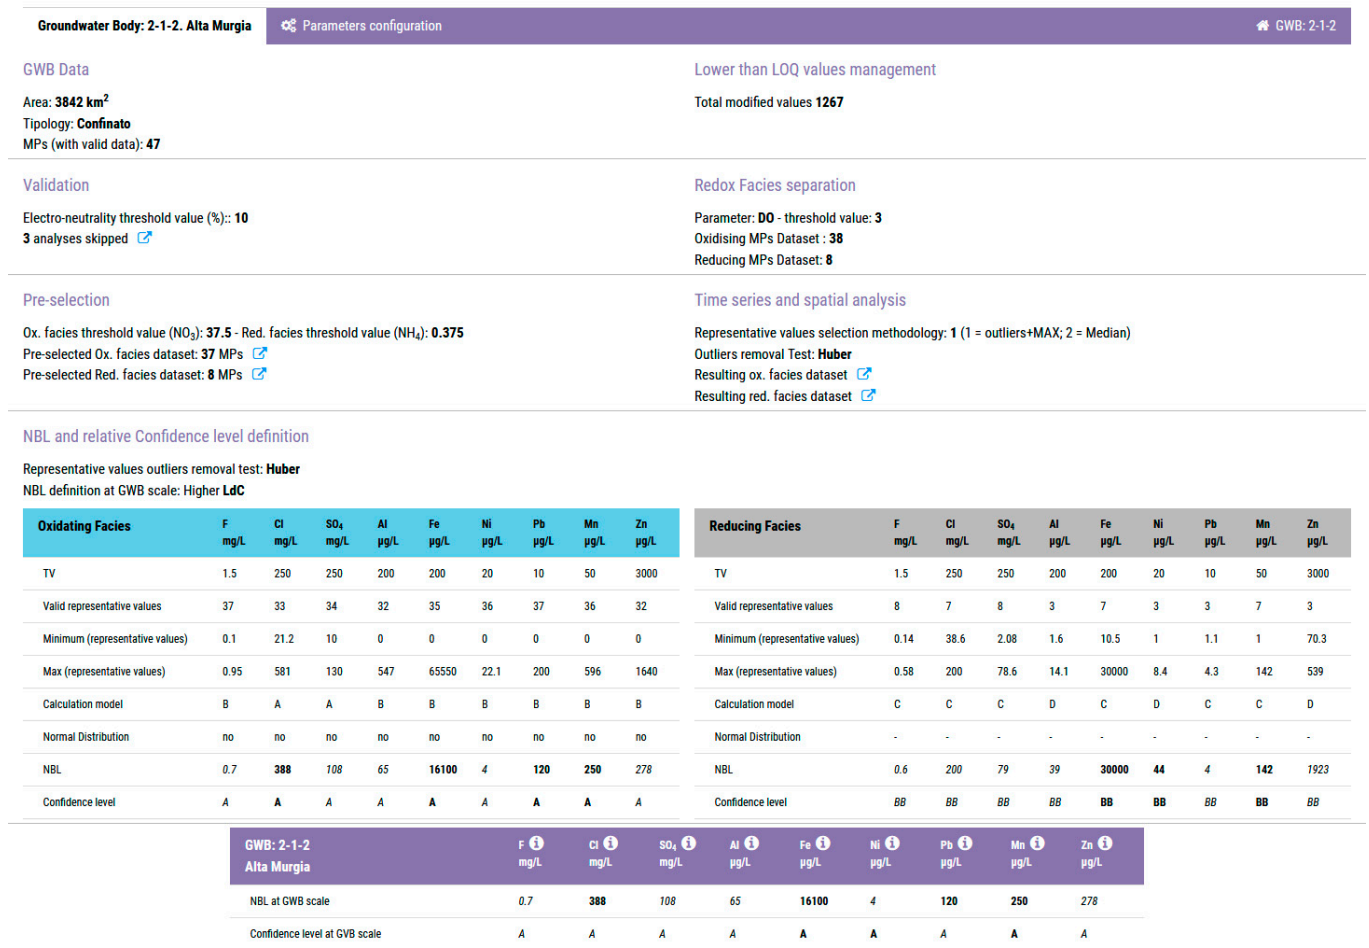 Groundwater Body: 2-1-2. Alta Murgia Parameters configuration GWB: 2-1-2
GWB Data
Area: 3842 km2
Tipology: Confinato
MPs (with valid data): 47
Lower than LOQ values management
Total modified values 1267
Validation
Electro-neutrality threshold value (%):: 10
3 analyses skipped
Redox Facies separation
Parameter: DO - threshold value: 3
Oxidising MPs Dataset : 38
Reducing MPs Dataset: 8
Pre-selection
Ox. facies threshold value (NO3): 37.5 - Red. facies threshold value (NH4): 0.375
Pre-selected Ox. facies dataset: 37 MPs
Pre-selected Red. facies dataset: 8 MPs
Time series and spatial analysis
Representative values selection methodology: 1 (1 = outliers+MAX; 2 = Median)
Outliers removal Test: Huber
Resulting ox. facies dataset
Resulting red. facies dataset
NBL and relative Confidence level definition
Representative values outliers removal test: Huber
NBL definition at GWB scale: Higher LdC
Oxidating Facies F Cl SO4 Al Fe Ni Pb Mn Zn
mg/L mg/L mg/L µg/L µg/L µg/L µg/L µg/L µg/L
TV 1.5 250 250 200 200 20 10 50 3000
Valid representative values 37 33 34 32 35 36 37 36 32
Minimum (representative values) 0.1 21.2 10 0 0 0 0 0 0
Max (representative values) 0.95 581 130 547 65550 22.1 200 596 1640
Calculation model B A A B B B B B B
Normal Distribution no no no no no no no no no
NBL 0.7 388 108 65 16100 4 120 250 278
Confidence level A A A A A A A A A
Reducing Facies F Cl SO4 Al Fe Ni Pb Mn Zn
mg/L mg/L mg/L µg/L µg/L µg/L µg/L µg/L µg/L
TV 1.5 250 250 200 200 20 10 50 3000
Valid representative values 8 7 8 3 7 3 3 7 3
Minimum (representative values) 0.14 38.6 2.08 1.6 10.5 1 1.1 1 70.3
Max (representative values) 0.58 200 78.6 14.1 30000 8.4 4.3 142 539
Calculation model C C C D C D C C D
Normal Distribution - - - - - - - - -
NBL 0.6 200 79 39 30000 44 4 142 1923
Confidence level BB BB BB BB BB BB BB BB BB
GWB: 2-1-2 F Cl SO4 Al Fe Ni Pb Mn Zn
Alta Murgia mg/L mg/L mg/L µg/L µg/L µg/L µg/L µg/L µg/L
NBL at GWB scale 0.7 388 108 65 16100 4 120 250 278
Confidence level at GVB scale A A A A A A A A A